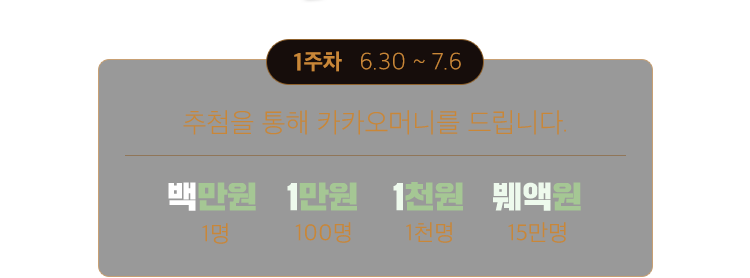 1주차 6.30 ~ 7.6
추첨을 통해 카카오머니를 드립니다
백만원 1만원 1천원 붸액원
1명 100명 1천명 15만명